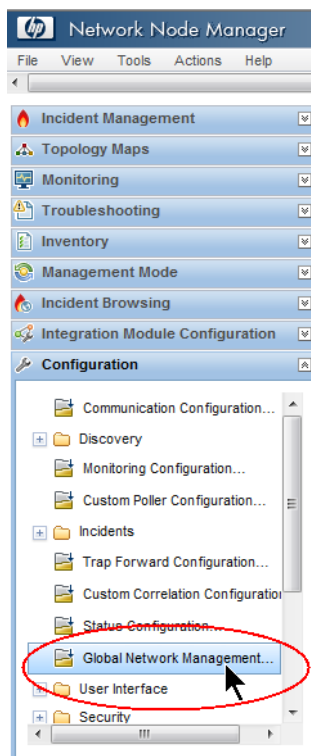 hp Network Node Manager
File View Tools Actions Help
Incident Management
Topology Maps
Monitoring
Troubleshooting
Inventory
Management Mode
Incident Browsing
Integration Module Configuration
Configuration
Communication Configuration...
Discovery
Monitoring Configuration...
Custom Poller Configuration...
Incidents
Trap Forward Configuration...
Custom Correlation Configuration
Status Configuration...
Global Network Management...
User Interface
Security